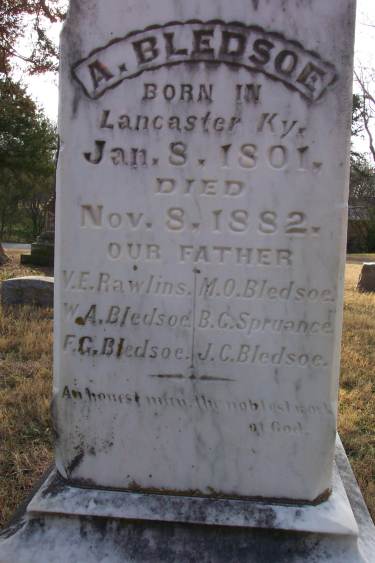 A. BLEDSOE
BORN IN
Lancaster Ky.
Jan. 8. 1801.
DIED
Nov. 8. 1882.
OUR FATHER
V.E. Rawlins. M.O. Bledsoe.
W.A. Bledsoe. B.G. Spruance.
F.G. Bledsoe. J.C. Bledsoe.
An honest man, the noblest work
of God.